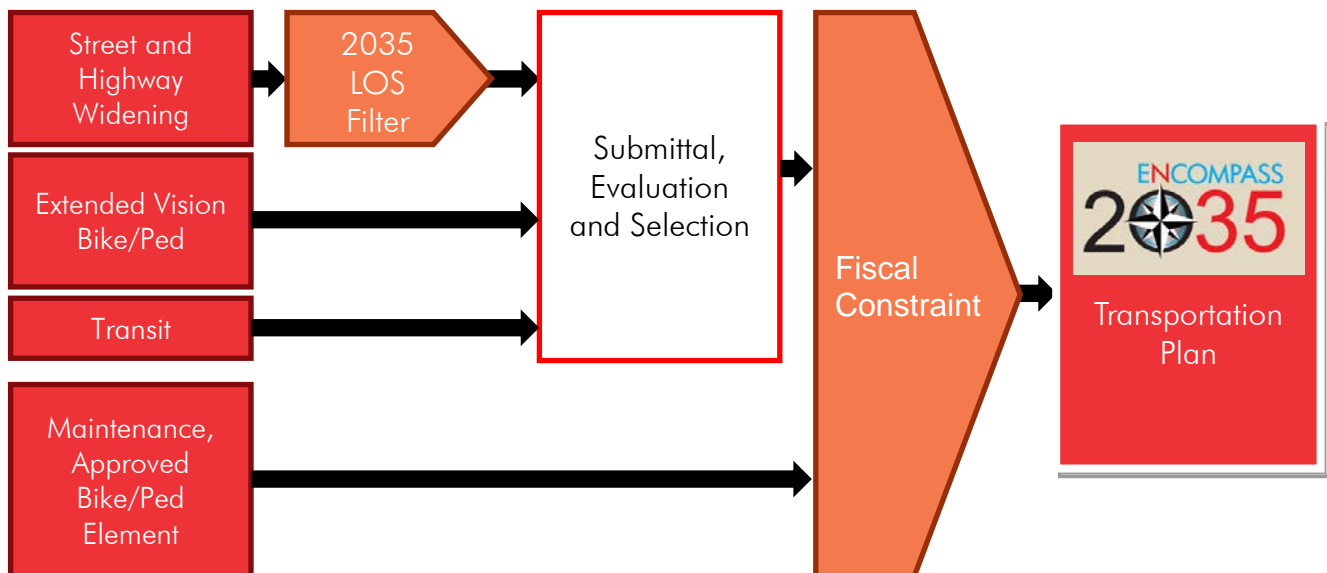 Street and
Highway
Widening
2035
LOS
Filter
Extended Vision
Bike/Ped
Transit
Maintenance,
Approved
Bike/Ped
Element
Submittal,
Evaluation
and Selection
Fiscal
Constraint
ENCOMPASS
2035
Transportation
Plan